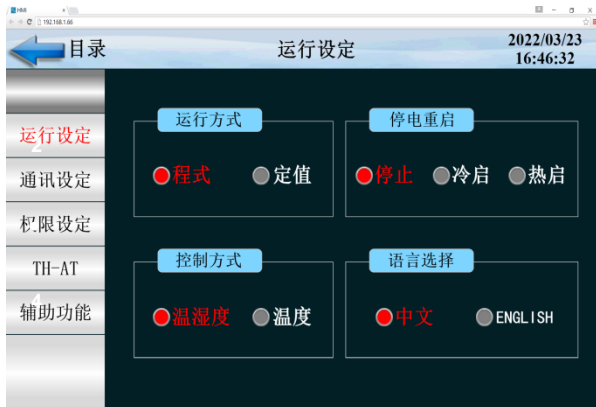 HMI
192.168.1.66
目录
运行设定
2022/03/23
16:46:32
运行设定
通讯设定
权限设定
TH-AT
辅助功能
运行方式
程式 定值
停电重启
停止 冷启 热启
控制方式
温湿度 温度
语言选择
中文 ENGLISH